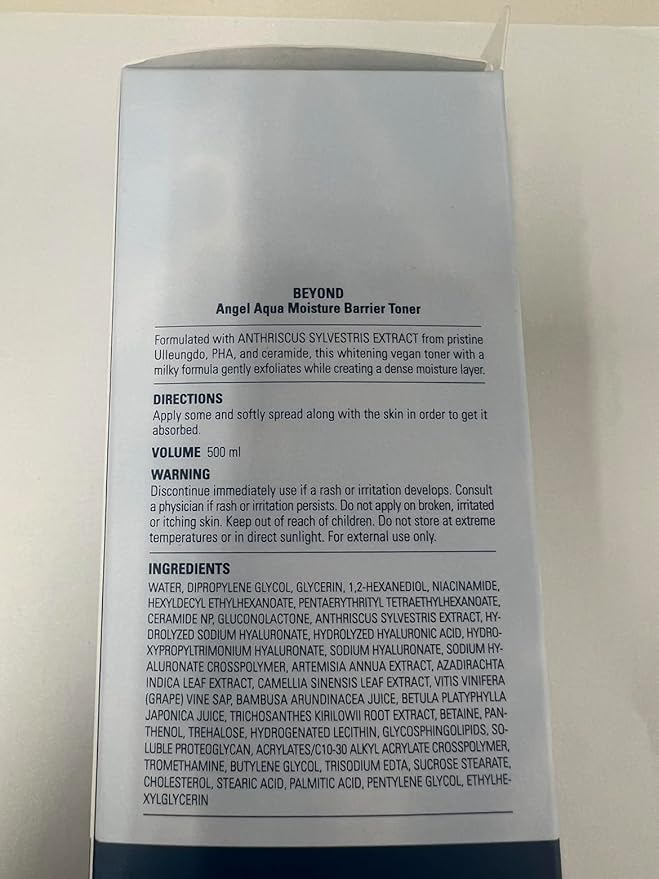 BEYOND
Angel Aqua Moisture Barrier Toner
Formulated with ANTHRISCUS SYLVESTRIS EXTRACT from pristine
Ulleungdo, PHA, and ceramide, this whitening vegan toner with a
milky formula gently exfoliates while creating a dense moisture layer.
DIRECTIONS
Apply some and softly spread along with the skin in order to get it
absorbed.
VOLUME 500 ml
WARNING
Discontinue immediately use if a rash or irritation develops. Consult
a physician if rash or irritation persists. Do not apply on broken, irritated
or itching skin. Keep out of reach of children. Do not store at extreme
temperatures or in direct sunlight. For external use only.
INGREDIENTS
WATER, DIPROPYLENE GLYCOL, GLYCERIN, 1,2-HEXANEDIOL, NIACINAMIDE,
HEXYLDECYL ETHYLHEXANOATE, PENTAERYTHRITYL TETRAETHYLHEXANOATE,
CERAMIDE NP, GLUCONOLACTONE, ANTHRISCUS SYLVESTRIS EXTRACT, HY-
DROLYZED SODIUM HYALURONATE, HYDROLYZED HYALURONIC ACID, HYDRO-
XYPROPYLTRIMONIUM HYALURONATE, SODIUM HYALURONATE, SODIUM HY-
ALURONATE CROSSPOLYMER, ARTEMISIA ANNUA EXTRACT, AZADIRACHTA
INDICA LEAF EXTRACT, CAMELLIA SINENSIS LEAF EXTRACT, VITIS VINIFERA
(GRAPE) VINE SAP, BAMBUSA ARUNDINACEA JUICE, BETULA PLATYPHYLLA
JAPONICA JUICE, TRICHOSANTHES KIRILOWII ROOT EXTRACT, BETAINE, PAN-
THENOL, TREHALOSE, HYDROGENATED LECITHIN, GLYCOSPHINGOLIPIDS, SO-
LUBLE PROTEOGLYCAN, ACRYLATES/C10-30 ALKYL ACRYLATE CROSSPOLYMER,
TROMETHAMINE, BUTYLENE GLYCOL, TRISODIUM EDTA, SUCROSE STEARATE,
CHOLESTEROL, STEARIC ACID, PALMITIC ACID, PENTYLENE GLYCOL, ETHYLHE-
XYLGLYCERIN